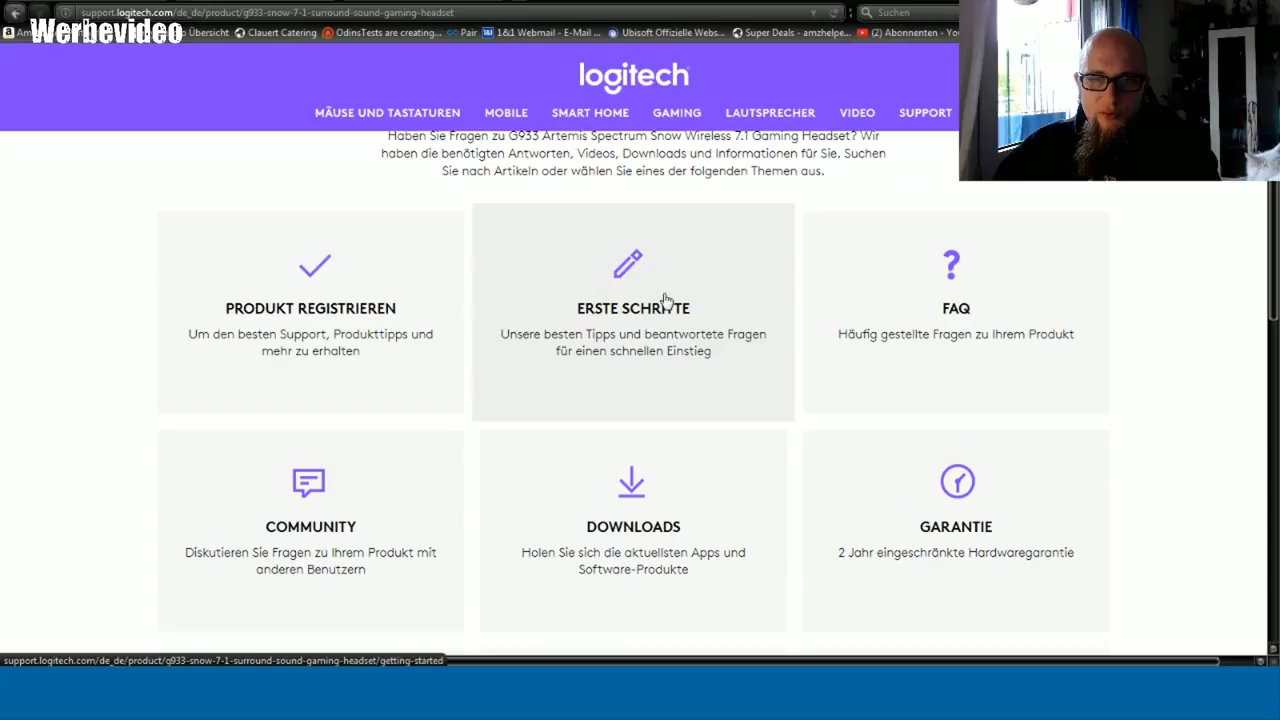 support.logitech.com/de_de/product/g933-snow-7-1-surround-sound-gaming-headset
Suchen
Werbevideo
Übersicht
Clauert Catering
OdinsTests are creating...
Pair
1&1 Webmail - E-Mail ...
Ubisoft Offizielle Webs...
Super Deals - amzhelpe...
(2) Abonnenten - You
logitech
MÄUSE UND TASTATUREN
MOBILE
SMART HOME
GAMING
LAUTSPRECHER
VIDEO
SUPPORT
Haben Sie Fragen zu G933 Artemis Spectrum Snow Wireless 7.1 Gaming Headset? Wir
haben die benötigten Antworten, Videos, Downloads und Informationen für Sie. Suchen
Sie nach Artikeln oder wählen Sie eines der folgenden Themen aus.
PRODUKT REGISTRIEREN
Um den besten Support, Produkttipps und
mehr zu erhalten
ERSTE SCHRITTE
Unsere besten Tipps und beantwortete Fragen
für einen schnellen Einstieg
FAQ
Häufig gestellte Fragen zu Ihrem Produkt
COMMUNITY
Diskutieren Sie Fragen zu Ihrem Produkt mit
anderen Benutzern
DOWNLOADS
Holen Sie sich die aktuellsten Apps und
Software-Produkte
GARANTIE
2 Jahr eingeschränkte Hardwaregarantie
support.logitech.com/de_de/product/g933-snow-7-1-surround-sound-gaming-headset/getting-started